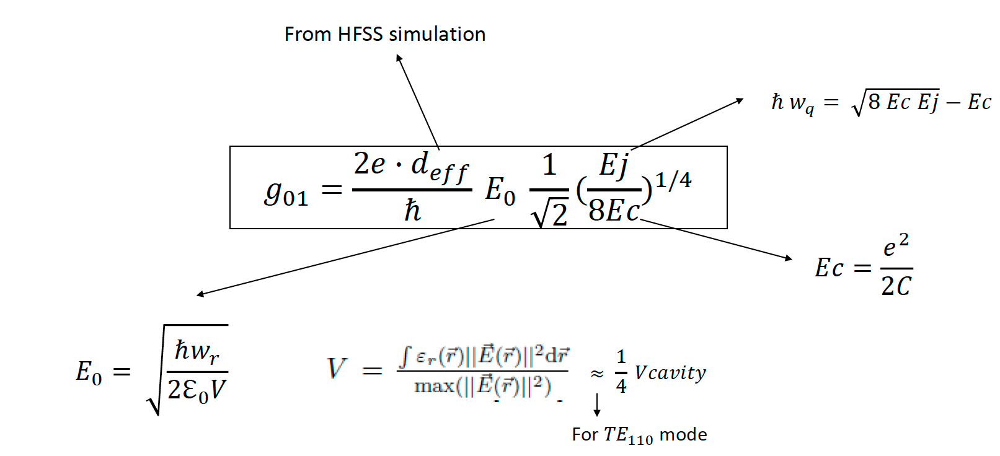 From HFSS simulation
ħ w_q = √(8 Ec Ej) − Ec
g_01 = (2e · d_eff)/ħ E_0 1/√2 (Ej/8Ec)^1/4
Ec = e^2/2C
E_0 = √(ħw_r/2Ɛ_0V)
V = ∫ ε_r(r⃗)||E⃗(r⃗)||^2 dr⃗ / max(||E⃗(r⃗)||^2) ≈ 1/4 Vcavity
For TE_110 mode